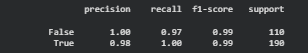 precision recall f1-score support
False 1.00 0.97 0.99 110
True 0.98 1.00 0.99 190